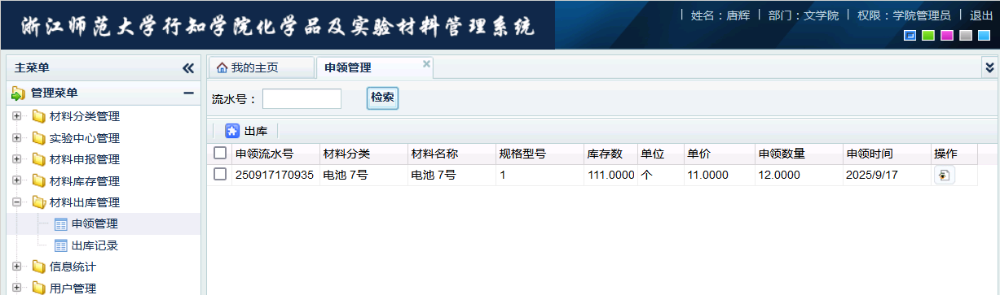 浙江师范大学行知学院化学品及实验材料管理系统
| 姓名：唐辉 | 部门：文学院 | 权限：学院管理员 | 退出
主菜单
管理菜单
材料分类管理
实验中心管理
材料申报管理
材料库存管理
材料出库管理
申领管理
出库记录
信息统计
用户管理
我的主页 申领管理
流水号： 检索
出库
申领流水号 材料分类 材料名称 规格型号 库存数 单位 单价 申领数量 申领时间 操作
250917170935 电池 7号 电池 7号 1 111.0000 个 11.0000 12.0000 2025/9/17